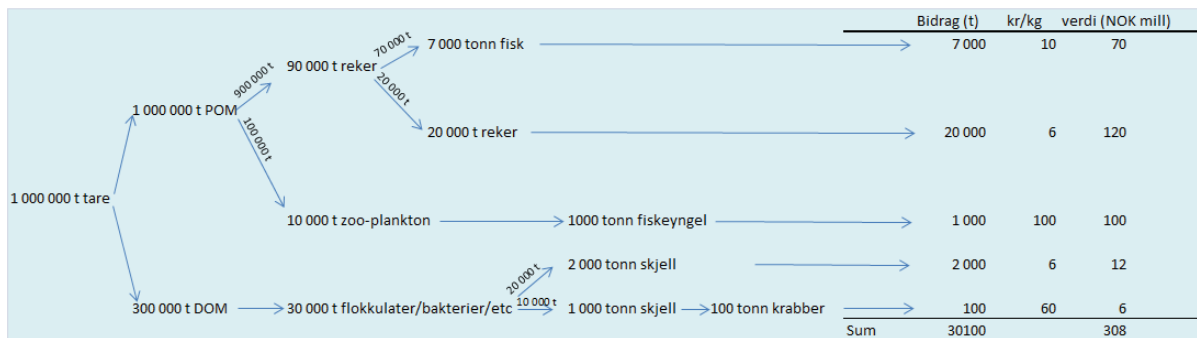 Bidrag (t) kr/kg verdi (NOK mill)
70 000 t 7 000 tonn fisk 7 000 10 70
900 000 t 90 000 t reker
20 000 t
1 000 000 t POM
100 000 t
20 000 t reker 20 000 6 120
1 000 000 t tare
10 000 t zoo-plankton 1000 tonn fiskeyngel 1 000 100 100
20 000 t 2 000 tonn skjell 2 000 6 12
300 000 t DOM 30 000 t flokkulater/bakterier/etc 10 000 t 1 000 tonn skjell 100 tonn krabber 100 60 6
Sum 30100 308